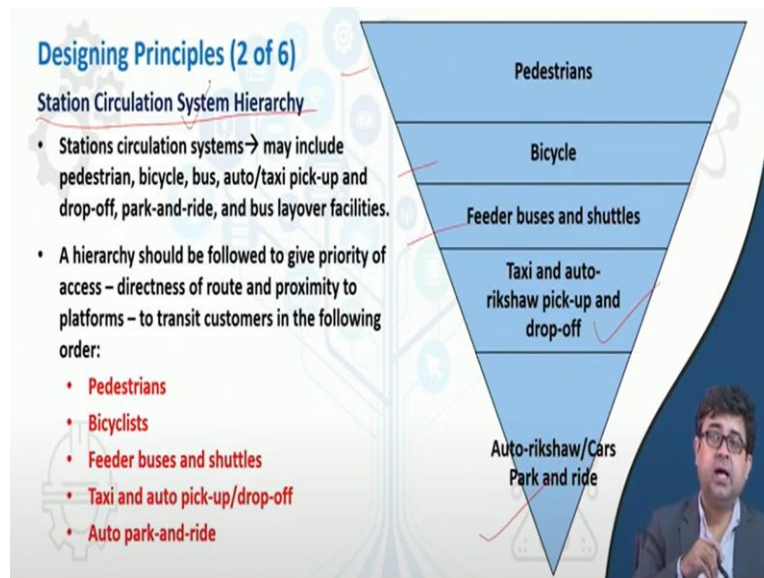 Designing Principles (2 of 6)
Station Circulation System Hierarchy
• Stations circulation systems→ may include
pedestrian, bicycle, bus, auto/taxi pick-up and
drop-off, park-and-ride, and bus layover facilities.
• A hierarchy should be followed to give priority of
access – directness of route and proximity to
platforms – to transit customers in the following
order:
• Pedestrians
• Bicyclists
• Feeder buses and shuttles
• Taxi and auto pick-up/drop-off
• Auto park-and-ride
Pedestrians
Bicycle
Feeder buses and shuttles
Taxi and auto-
rikshaw pick-up and
drop-off
Auto-rikshaw/Cars
Park and ride